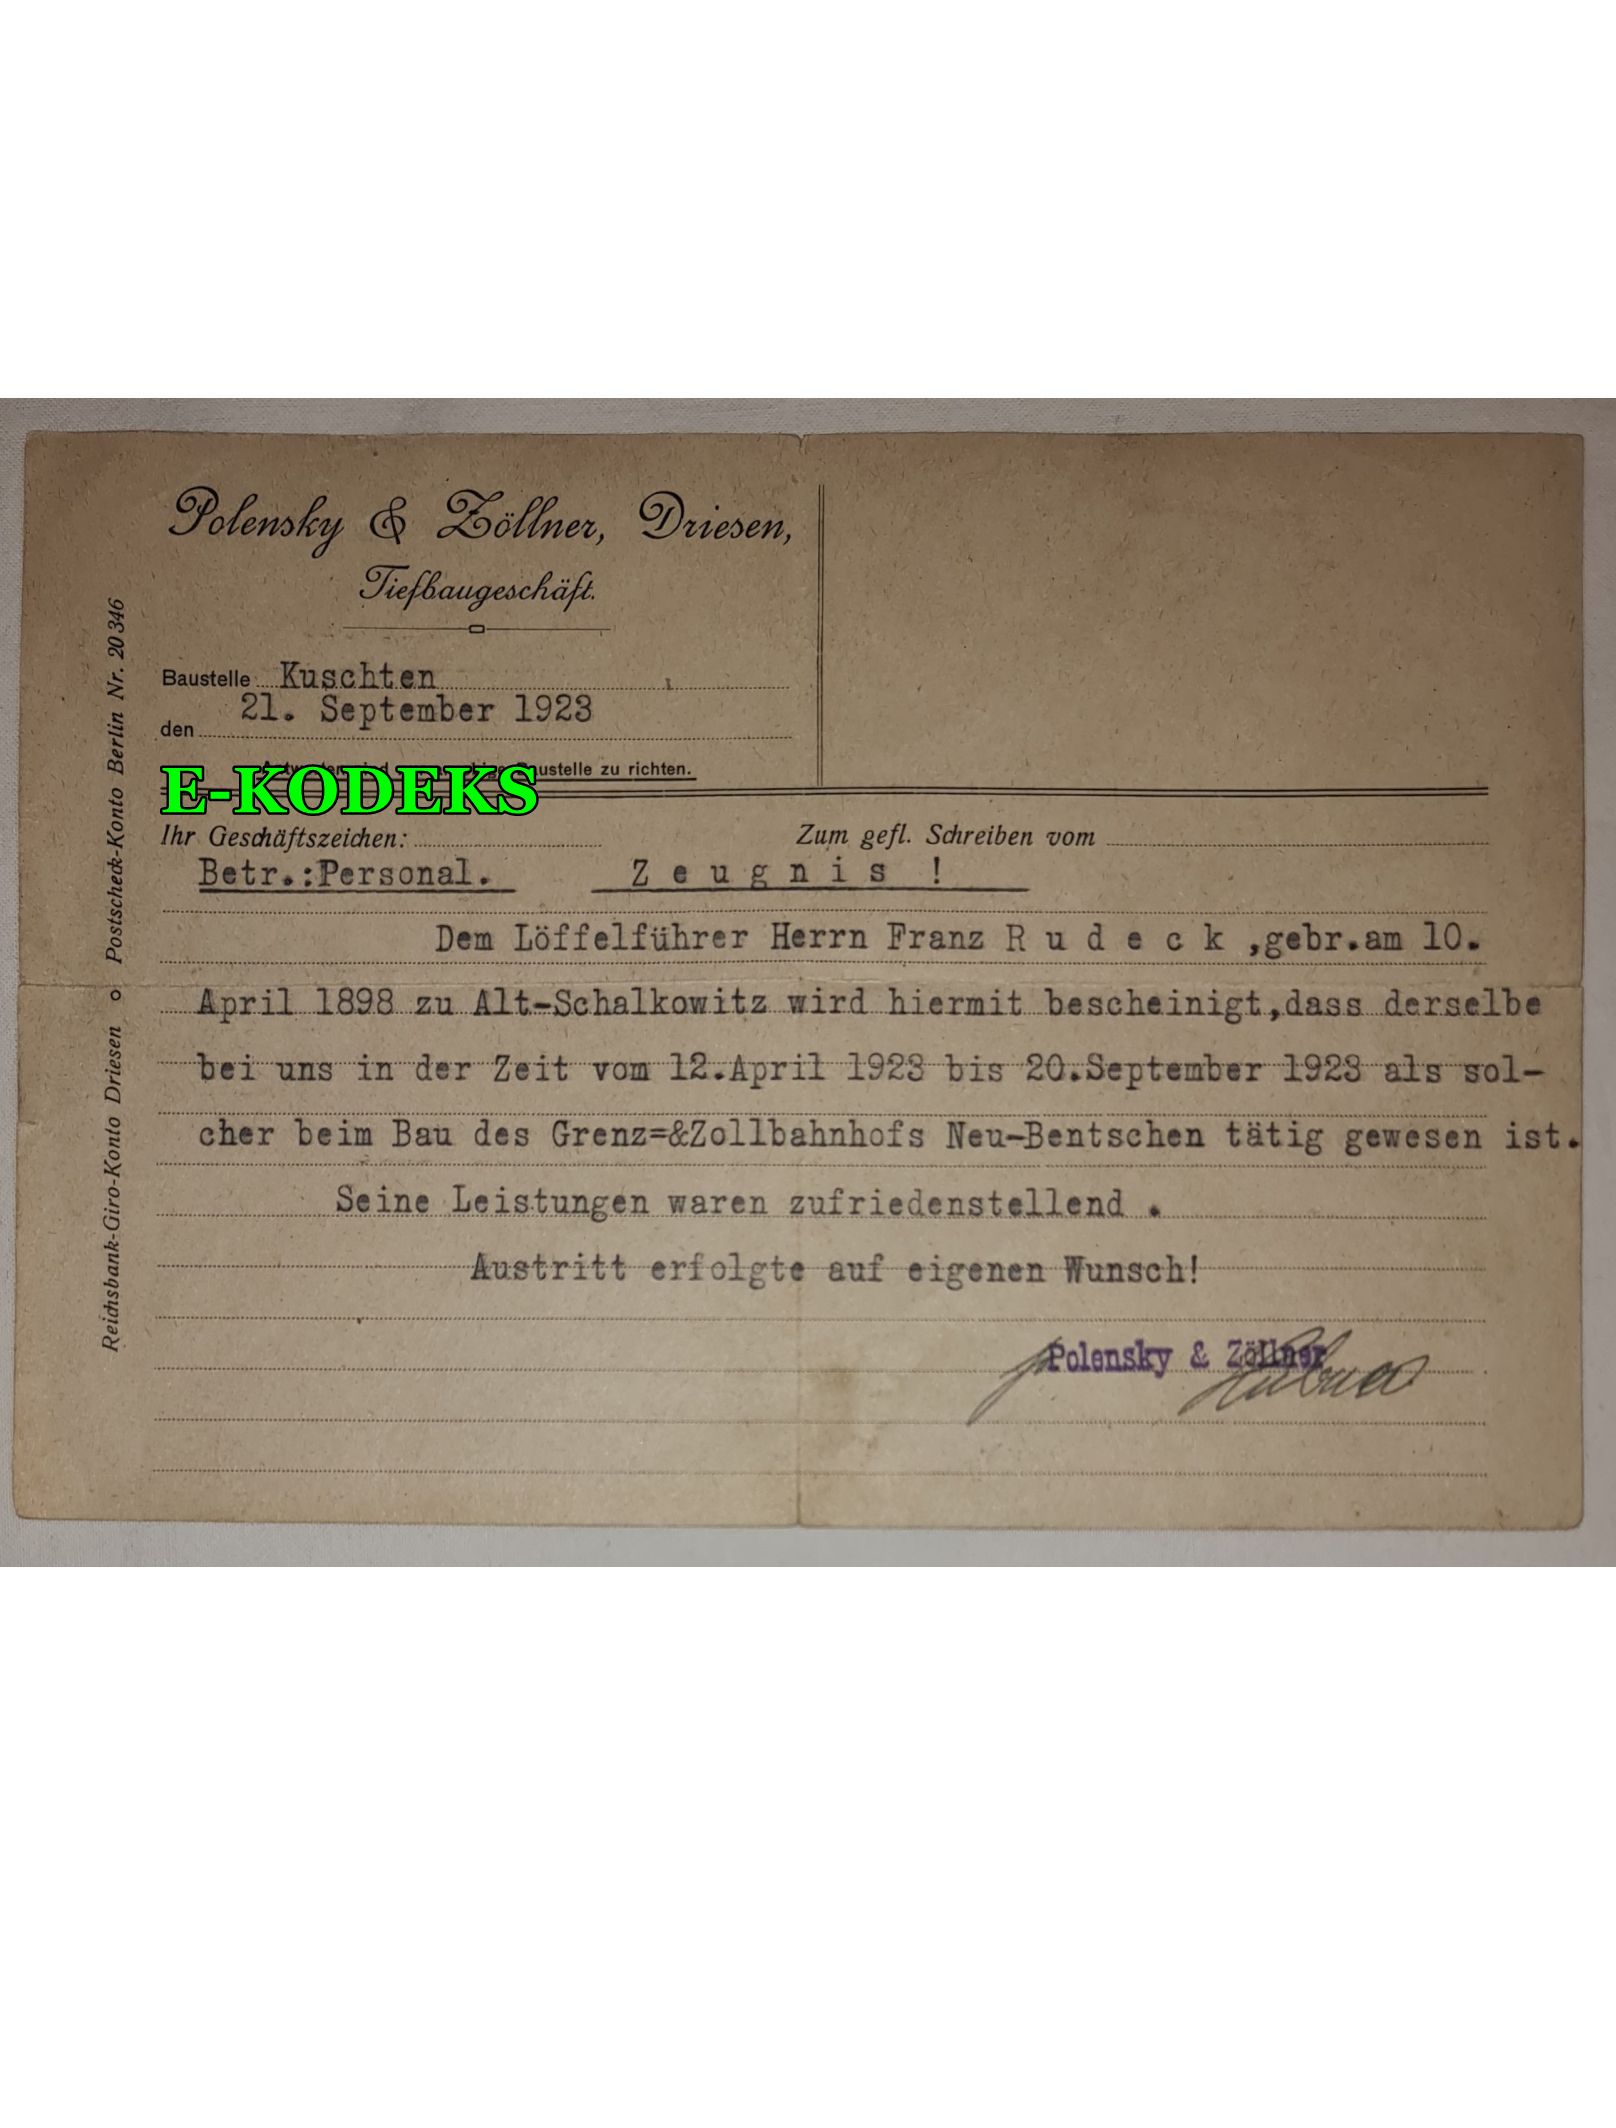 Polensky & Zöllner, Driesen,
Tiefbaugeschäft.
Baustelle Kuschten
den 21. September 1923
Baustelle zu richten.
E-KODEKS
Ihr Geschäftszeichen: Zum gefl. Schreiben vom
Betr.:Personal. Z e u g n i s !
Dem Löffelführer Herrn Franz R u d e c k ,gebr.am 10.
April 1898 zu Alt-Schalkowitz wird hiermit bescheinigt,dass derselbe
bei uns in der Zeit vom 12.April 1923 bis 20.September 1923 als sol-
cher beim Bau des Grenz=&Zollbahnhofs Neu-Bentschen tätig gewesen ist.
Seine Leistungen waren zufriedenstellend .
Austritt erfolgte auf eigenen Wunsch!
Polensky & Zöllner
Reichsbank-Giro-Konto Driesen o Postscheck-Konto Berlin Nr. 20346